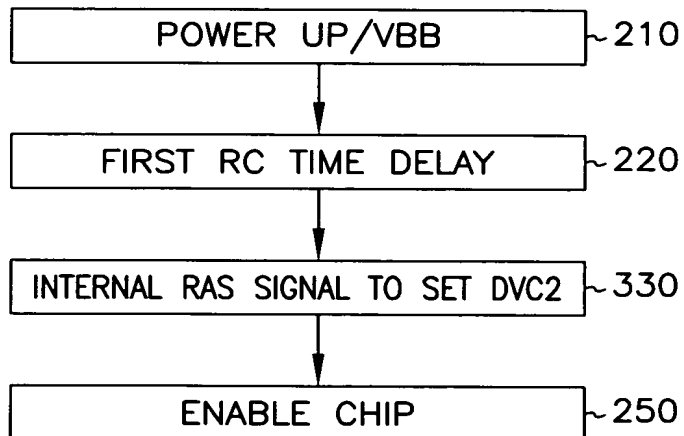 POWER UP/VBB ~210
FIRST RC TIME DELAY ~220
INTERNAL RAS SIGNAL TO SET DVC2 ~330
ENABLE CHIP ~250